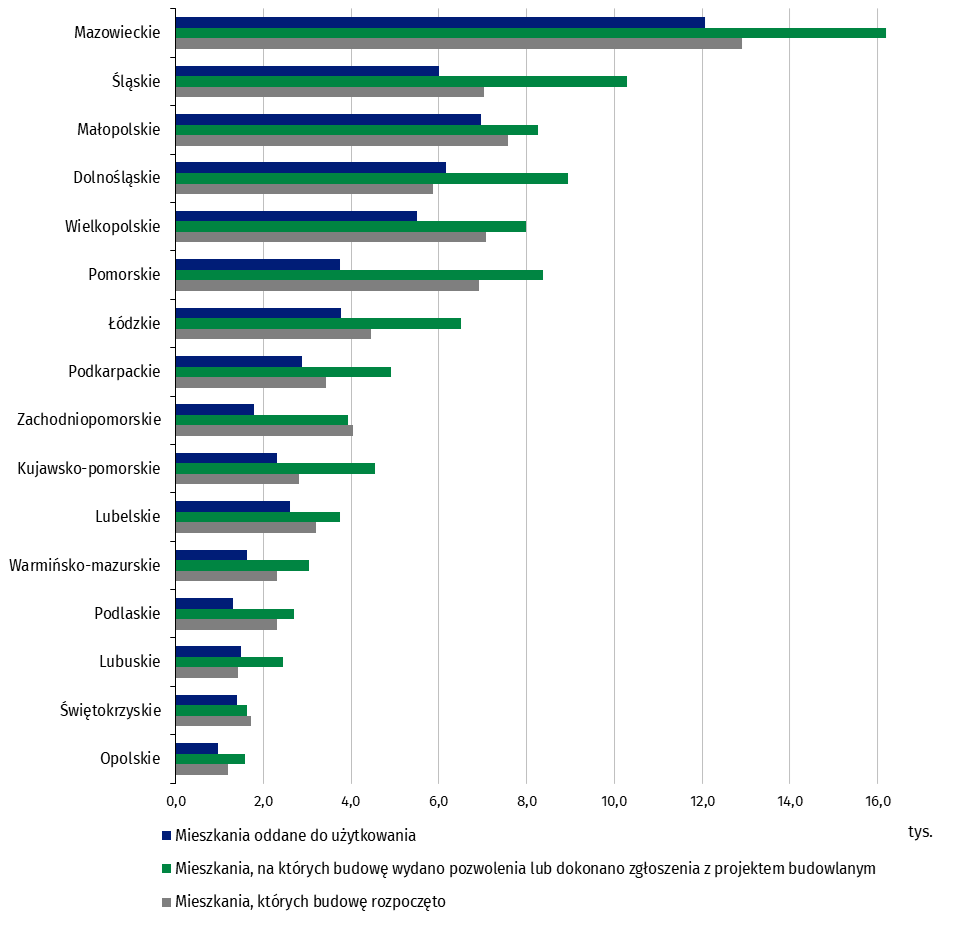 Mazowieckie
Śląskie
Małopolskie
Dolnośląskie
Wielkopolskie
Pomorskie
Łódzkie
Podkarpackie
Zachodniopomorskie
Kujawsko-pomorskie
Lubelskie
Warmińsko-mazurskie
Podlaskie
Lubuskie
Świętokrzyskie
Opolskie
0,0 2,0 4,0 6,0 8,0 10,0 12,0 14,0 16,0
tys.
Mieszkania oddane do użytkowania
Mieszkania, na których budowę wydano pozwolenia lub dokonano zgłoszenia z projektem budowlanym
Mieszkania, których budowę rozpoczęto